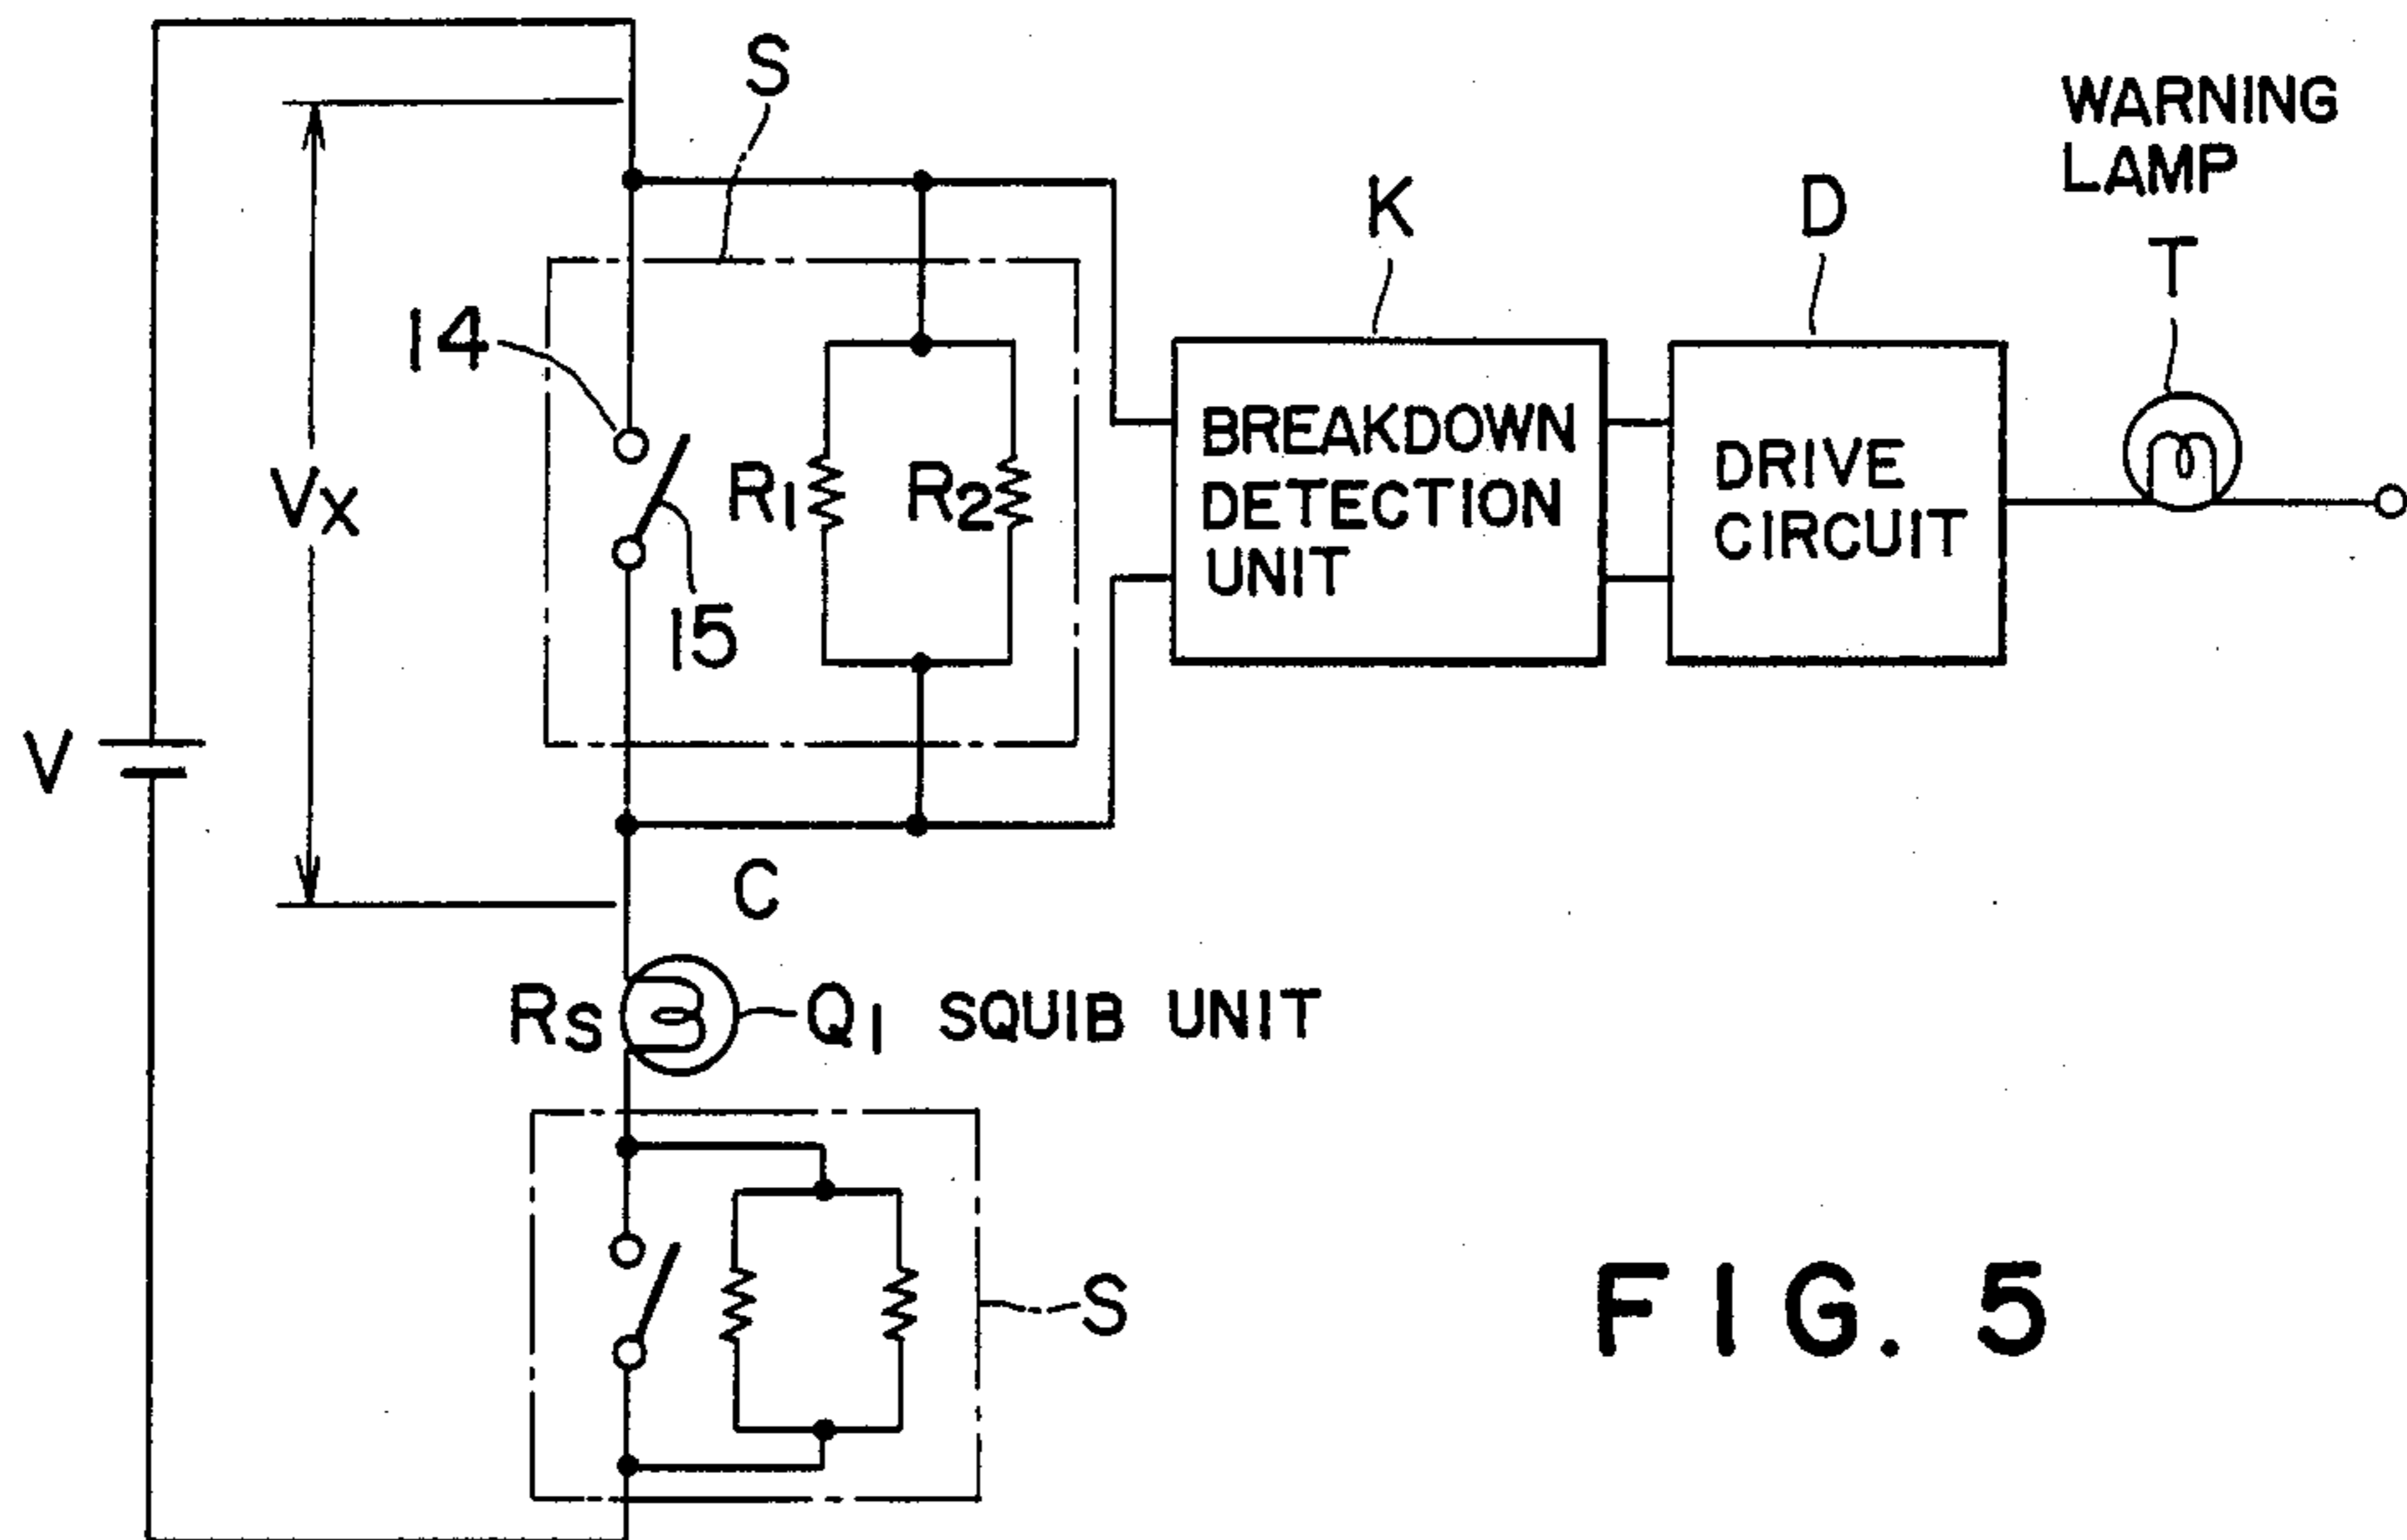 S
WARNING
LAMP
T
K
D
14
VX
R1
R2
BREAKDOWN
DETECTION
UNIT
DRIVE
CIRCUIT
15
V
C
RS
Q1 SQUIB UNIT
S
FIG. 5